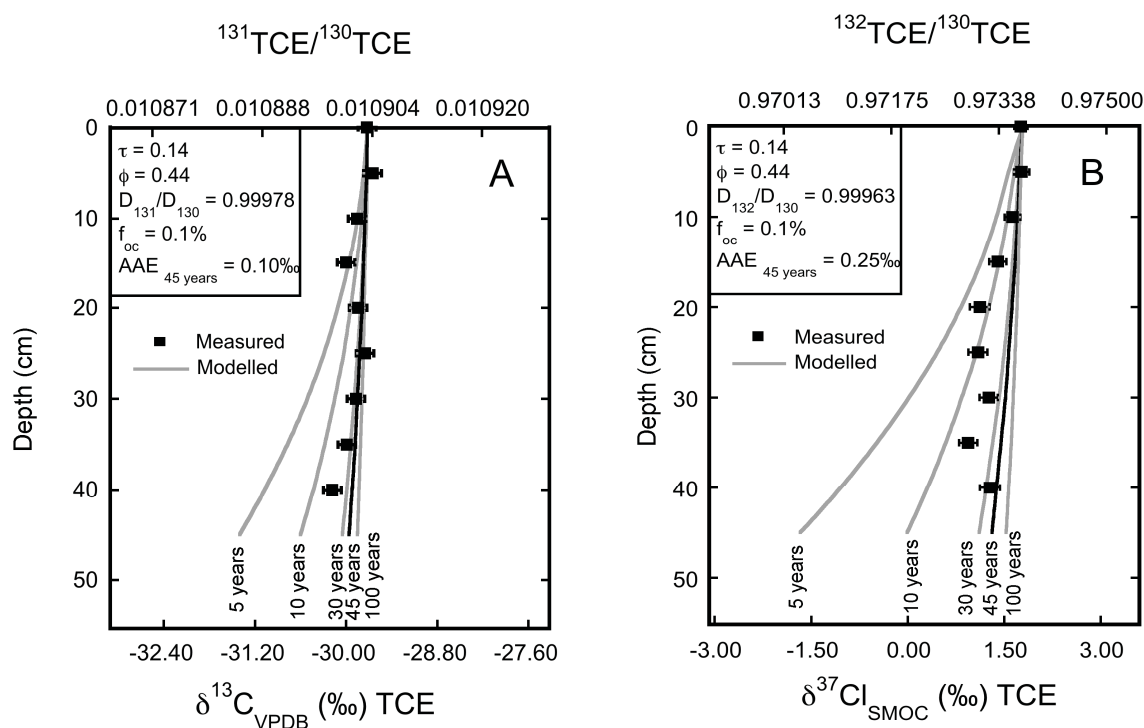 ¹³¹TCE/¹³⁰TCE
0.010871 0.010888 0.010904 0.010920
0
10
20
30
40
50
Depth (cm)
τ = 0.14
ϕ = 0.44
D₁₃₁/D₁₃₀ = 0.99978
f_oc = 0.1%
AAE 45 years = 0.10‰
A
Measured
Modelled
5 years
10 years
30 years
45 years
100 years
-32.40 -31.20 -30.00 -28.80 -27.60
δ¹³C_VPDB (‰) TCE
¹³²TCE/¹³⁰TCE
0.97013 0.97175 0.97338 0.97500
0
10
20
30
40
50
Depth (cm)
τ = 0.14
ϕ = 0.44
D₁₃₂/D₁₃₀ = 0.99963
f_oc = 0.1%
AAE 45 years = 0.25‰
B
Measured
Modelled
5 years
10 years
30 years
45 years
100 years
-3.00 -1.50 0.00 1.50 3.00
δ³⁷Cl_SMOC (‰) TCE